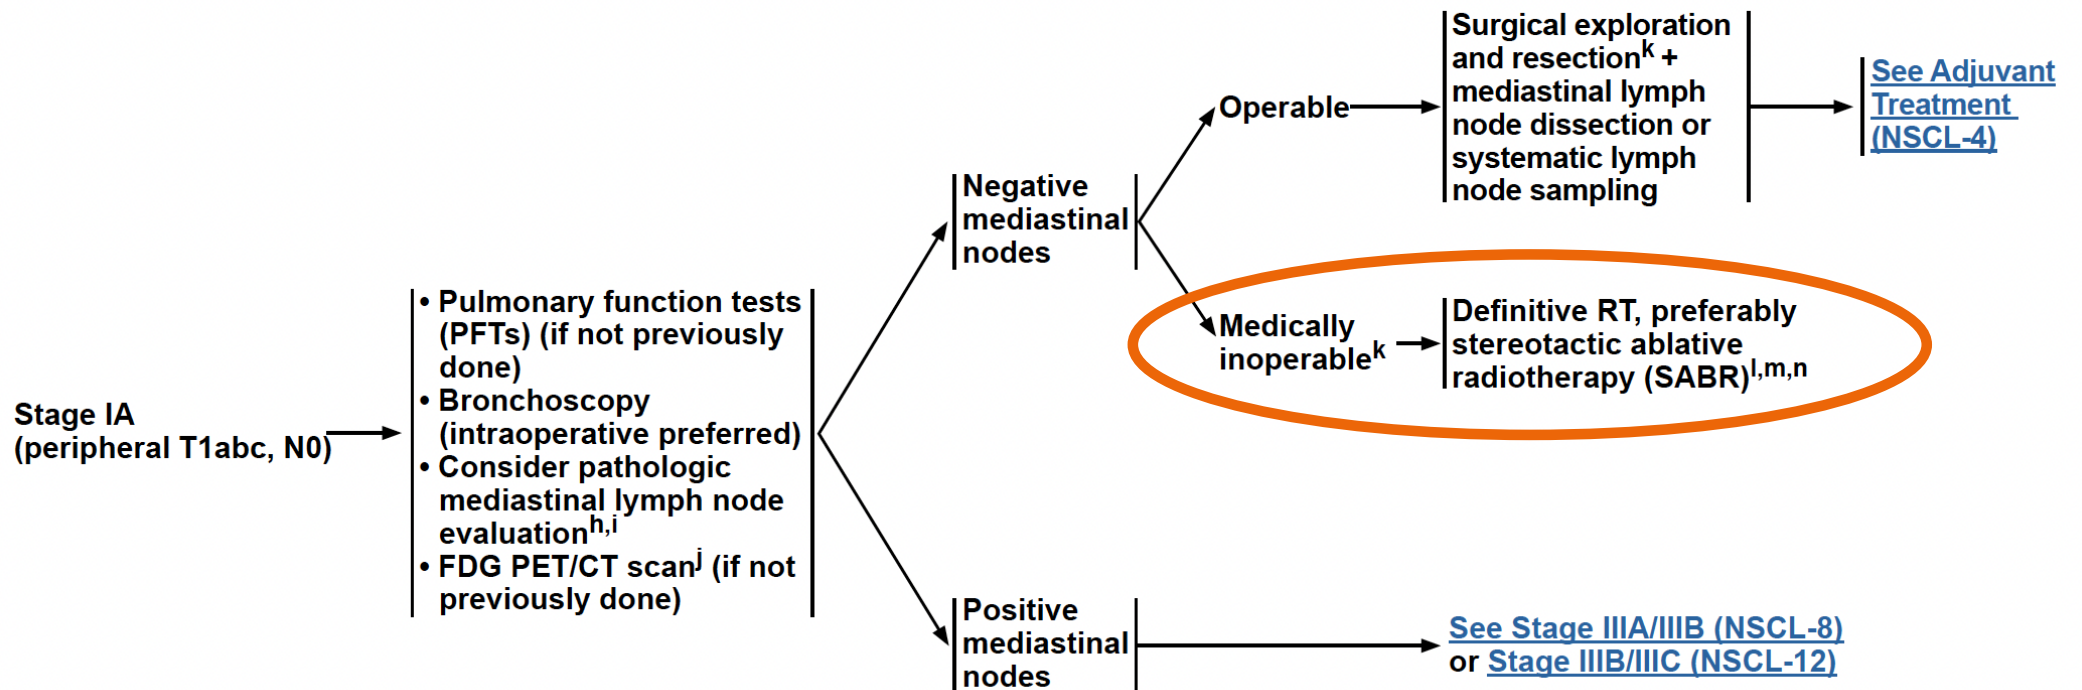 Stage IA
(peripheral T1abc, N0)
• Pulmonary function tests
(PFTs) (if not previously
done)
• Bronchoscopy
(intraoperative preferred)
• Consider pathologic
mediastinal lymph node
evaluationh,i
• FDG PET/CT scanj (if not
previously done)
Negative
mediastinal
nodes
Operable
Surgical exploration
and resectionk +
mediastinal lymph
node dissection or
systematic lymph
node sampling
See Adjuvant
Treatment
(NSCL-4)
Medically
inoperablek
Definitive RT, preferably
stereotactic ablative
radiotherapy (SABR)l,m,n
Positive
mediastinal
nodes
See Stage IIIA/IIIB (NSCL-8)
or Stage IIIB/IIIC (NSCL-12)